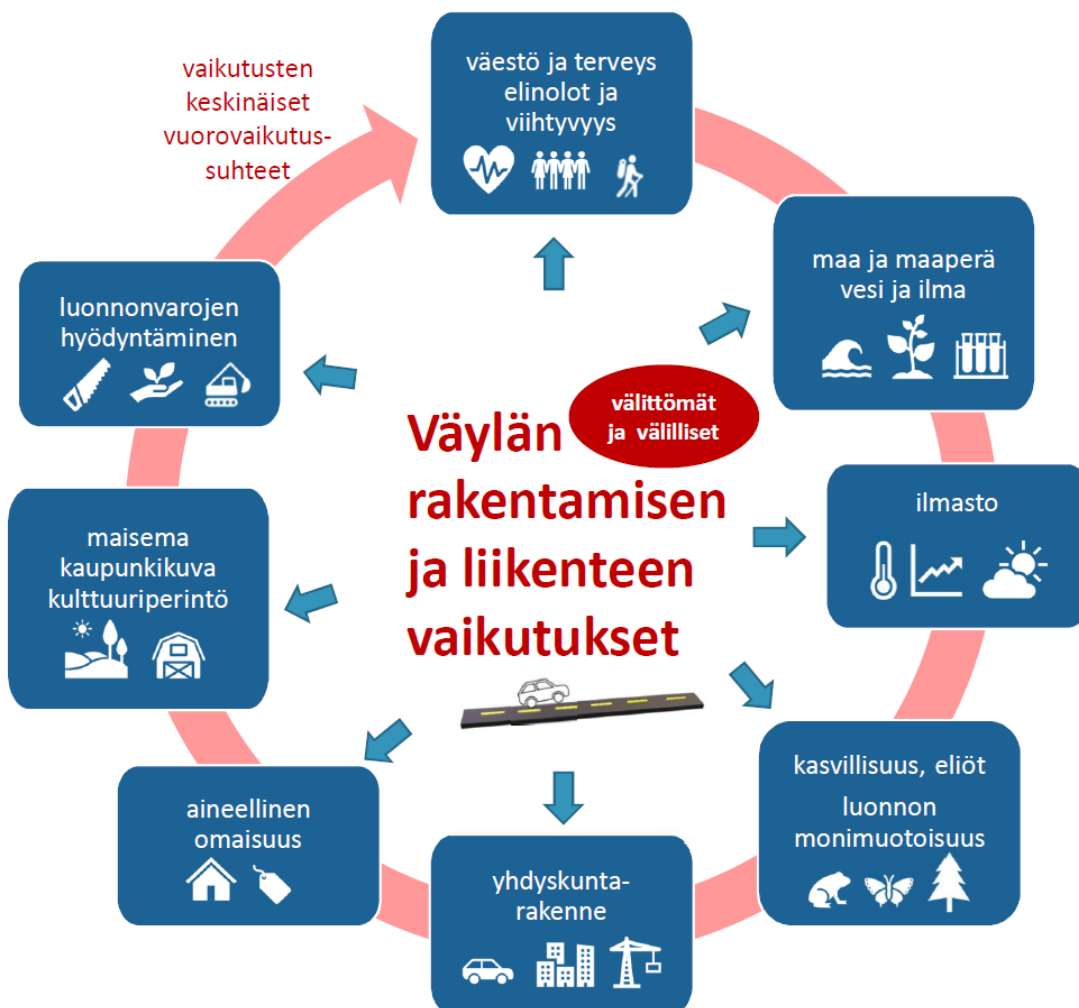 vaikutusten
keskinäiset
vuorovaikutus-
suhteet
väestö ja terveys
elinolot ja
viihtyvyys
maa ja maaperä
vesi ja ilma
ilmasto
kasvillisuus, eliöt
luonnon
monimuotoisuus
yhdyskunta-
rakenne
aineellinen
omaisuus
maisema
kaupunkikuva
kulttuuriperintö
luonnonvarojen
hyödyntäminen
välittömät
ja välilliset
Väylän
rakentamisen
ja liikenteen
vaikutukset